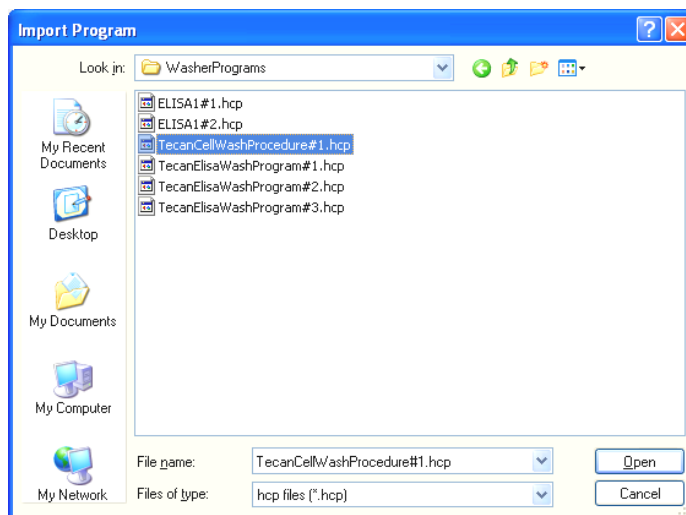 Import Program
Look in:
WasherPrograms
My Recent
Documents
Desktop
My Documents
My Computer
My Network
ELISA1#1.hcp
ELISA1#2.hcp
TecanCellWashProcedure#1.hcp
TecanElisaWashProgram#1.hcp
TecanElisaWashProgram#2.hcp
TecanElisaWashProgram#3.hcp
File name:
TecanCellWashProcedure#1.hcp
Open
Files of type:
hcp files (*.hcp)
Cancel